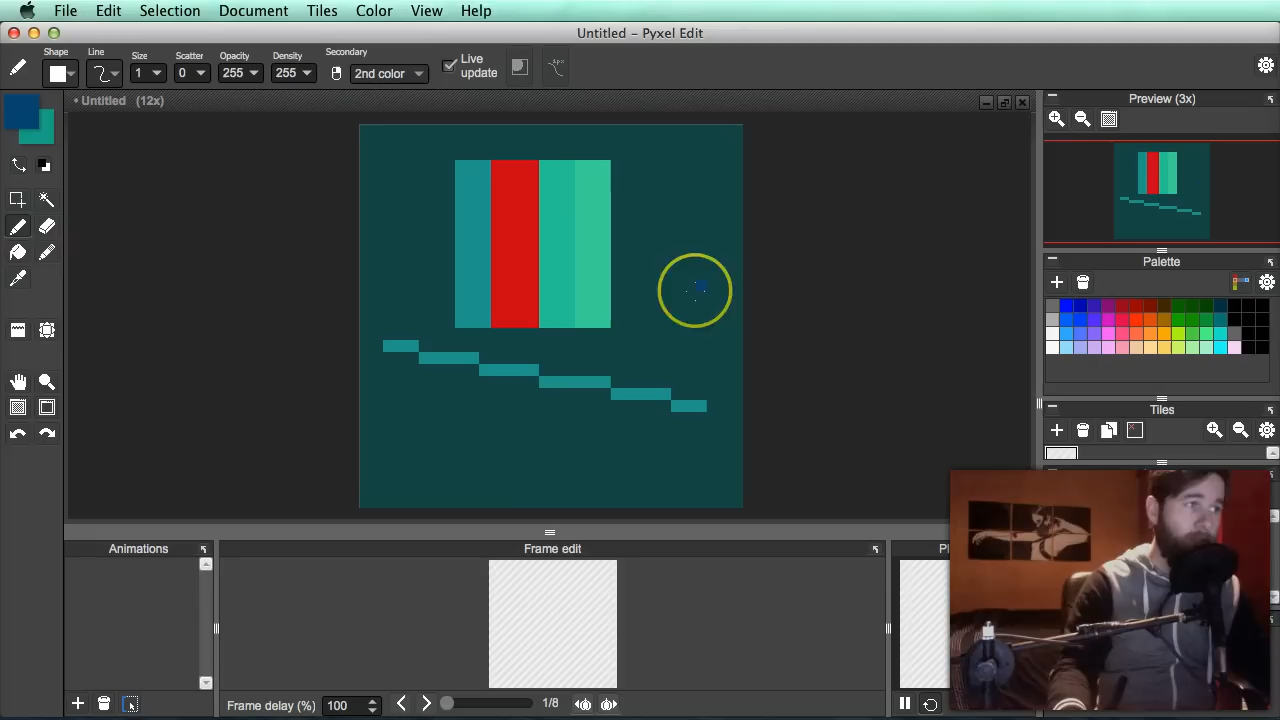 File Edit Selection Document Tiles Color View Help
Untitled – Pyxel Edit
Shape Line Size Scatter Opacity Density Secondary
1 0 255 255 2nd color Live update
• Untitled (12x)
Preview (3x)
Palette
Tiles
Animations Frame edit
Frame delay (%) 100 1/8